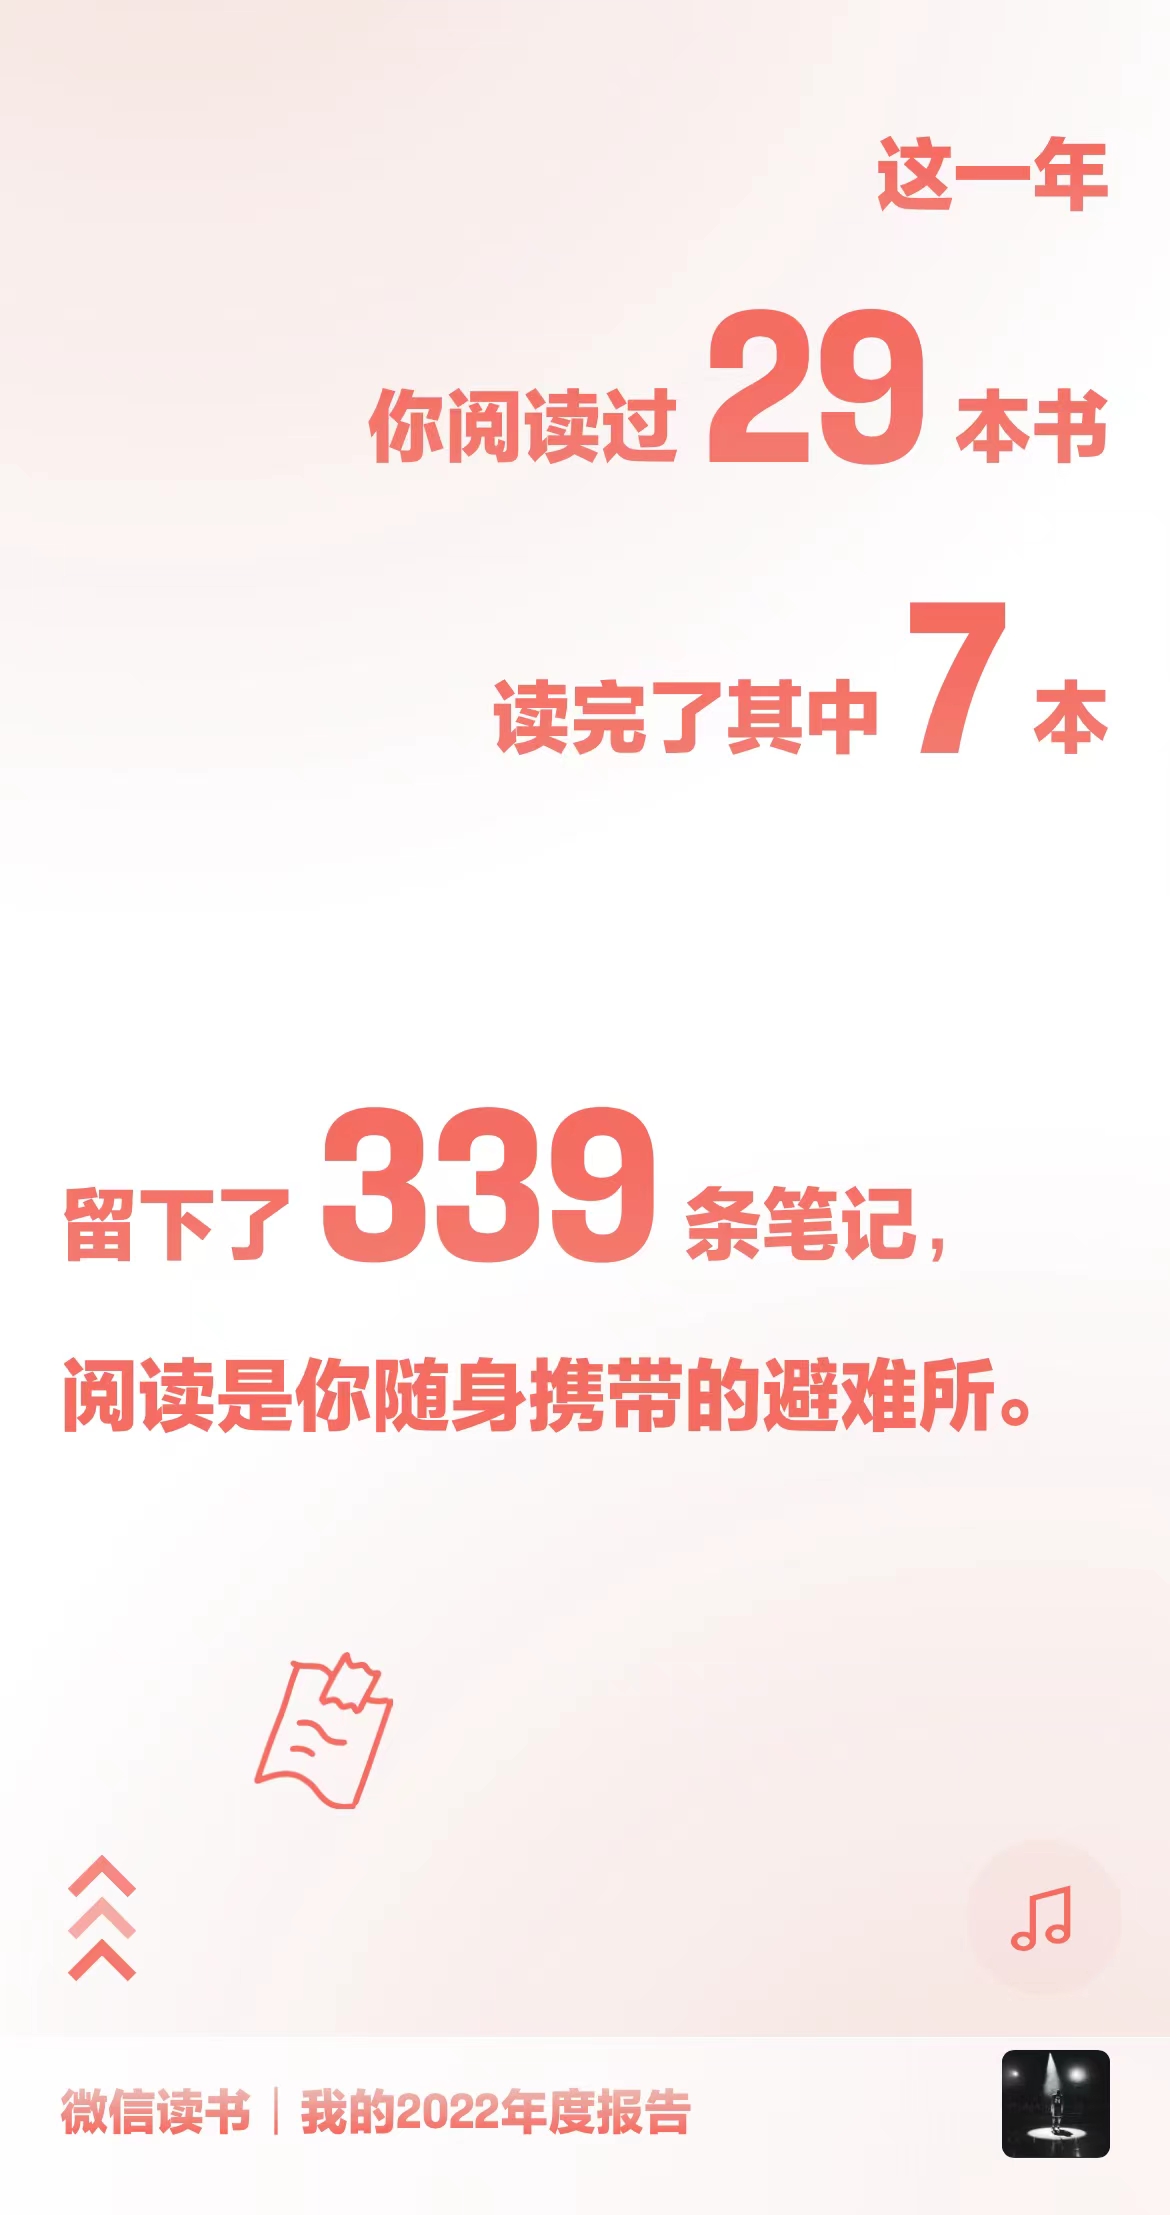 这一年
你阅读过 29 本书
读完了其中 7 本
留下了 339 条笔记，
阅读是你随身携带的避难所。
微信读书｜我的2022年度报告